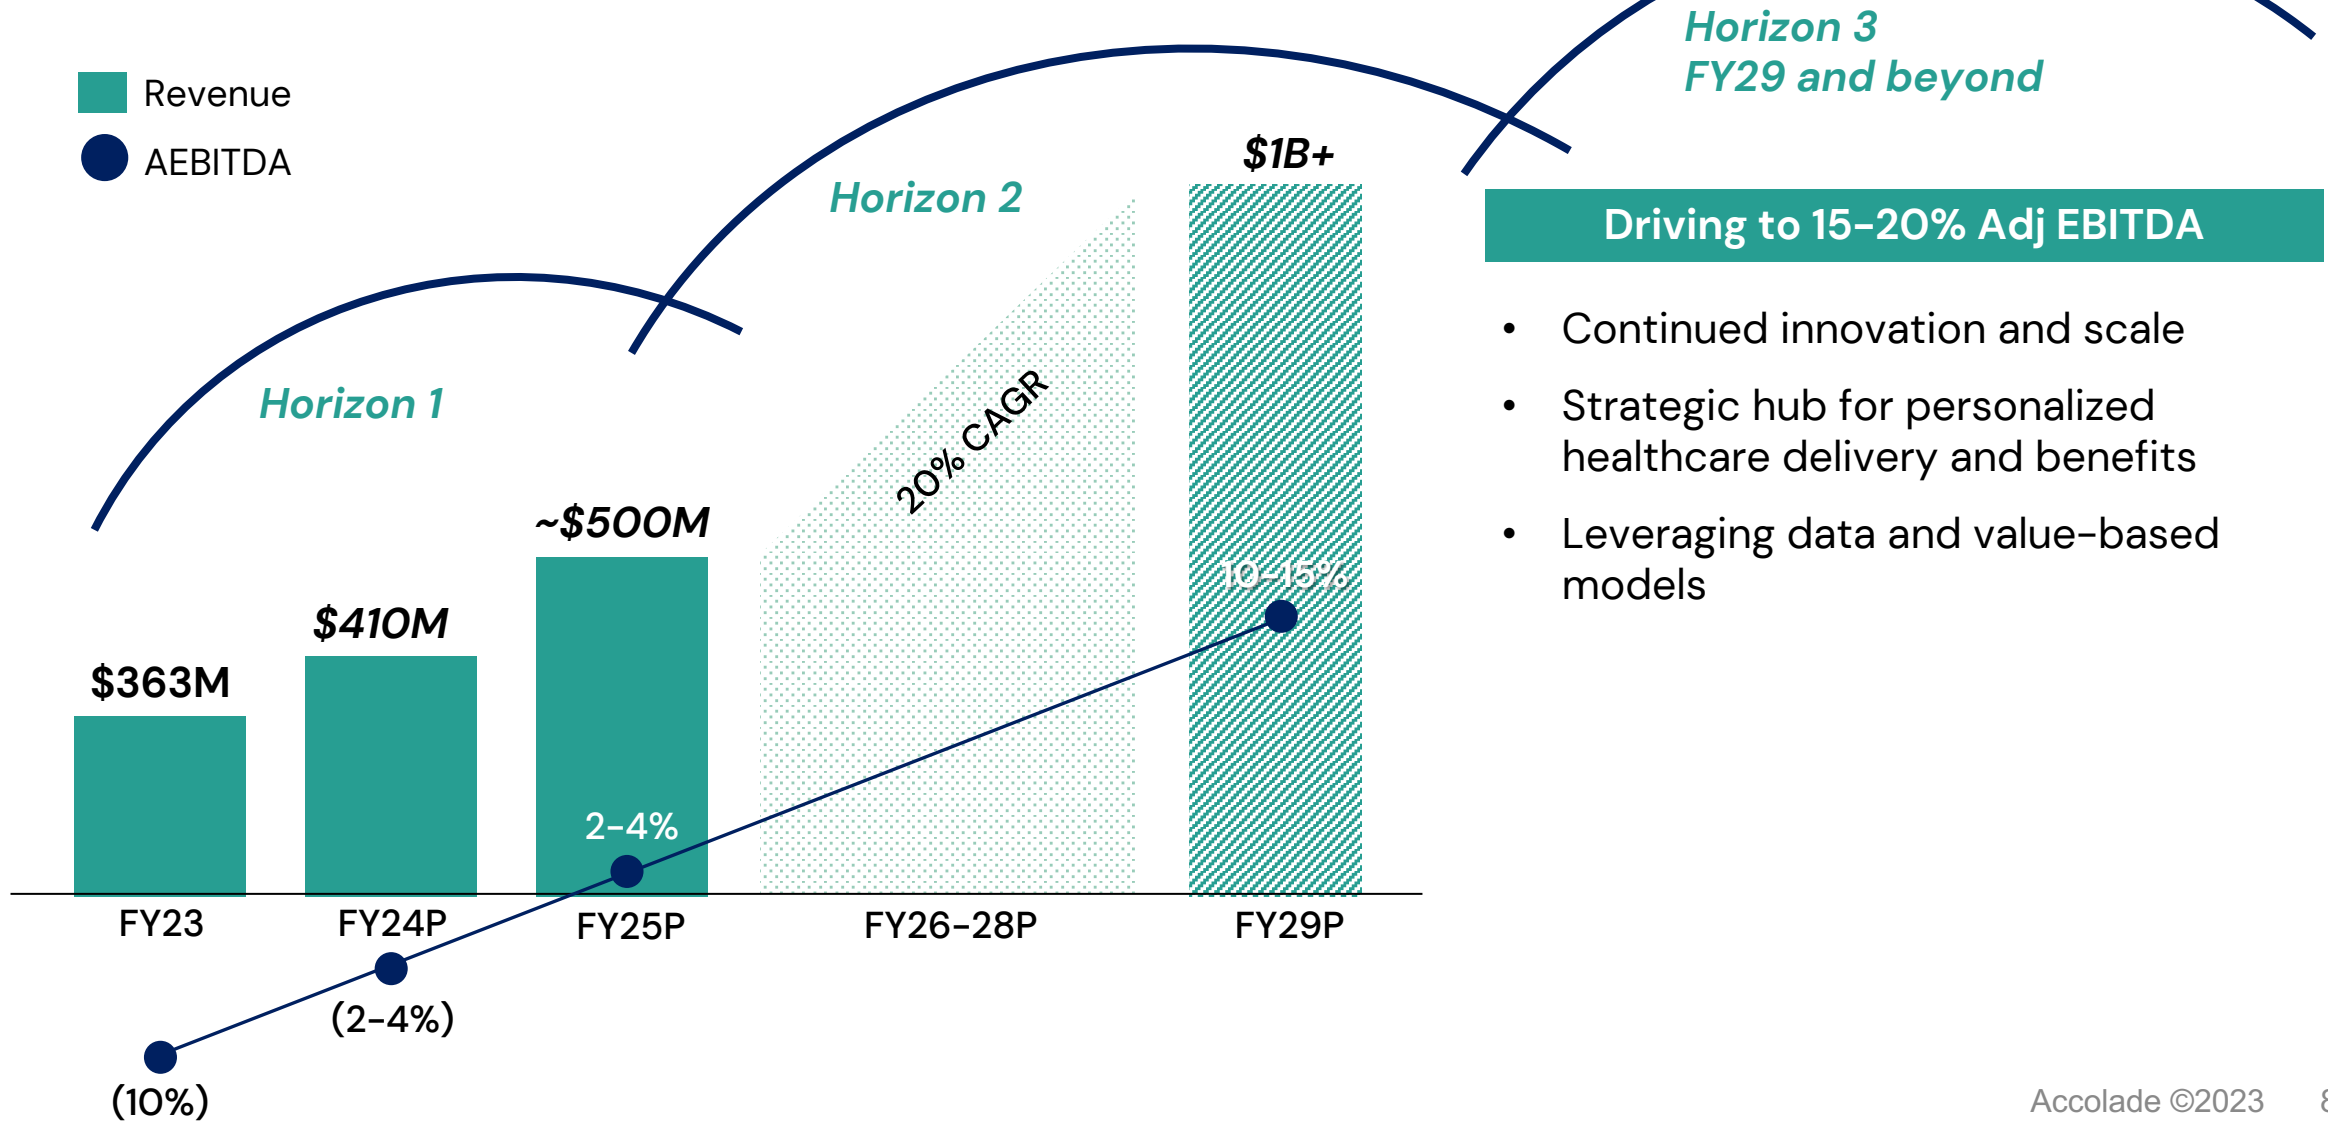 Revenue
AEBITDA
Horizon 1
Horizon 2
Horizon 3
FY29 and beyond
$363M
$410M
~$500M
20% CAGR
$1B+
2-4%
10-15%
FY23
FY24P
FY25P
FY26-28P
FY29P
(2-4%)
(10%)
Driving to 15-20% Adj EBITDA
• Continued innovation and scale
• Strategic hub for personalized
healthcare delivery and benefits
• Leveraging data and value-based
models
Accolade ©2023